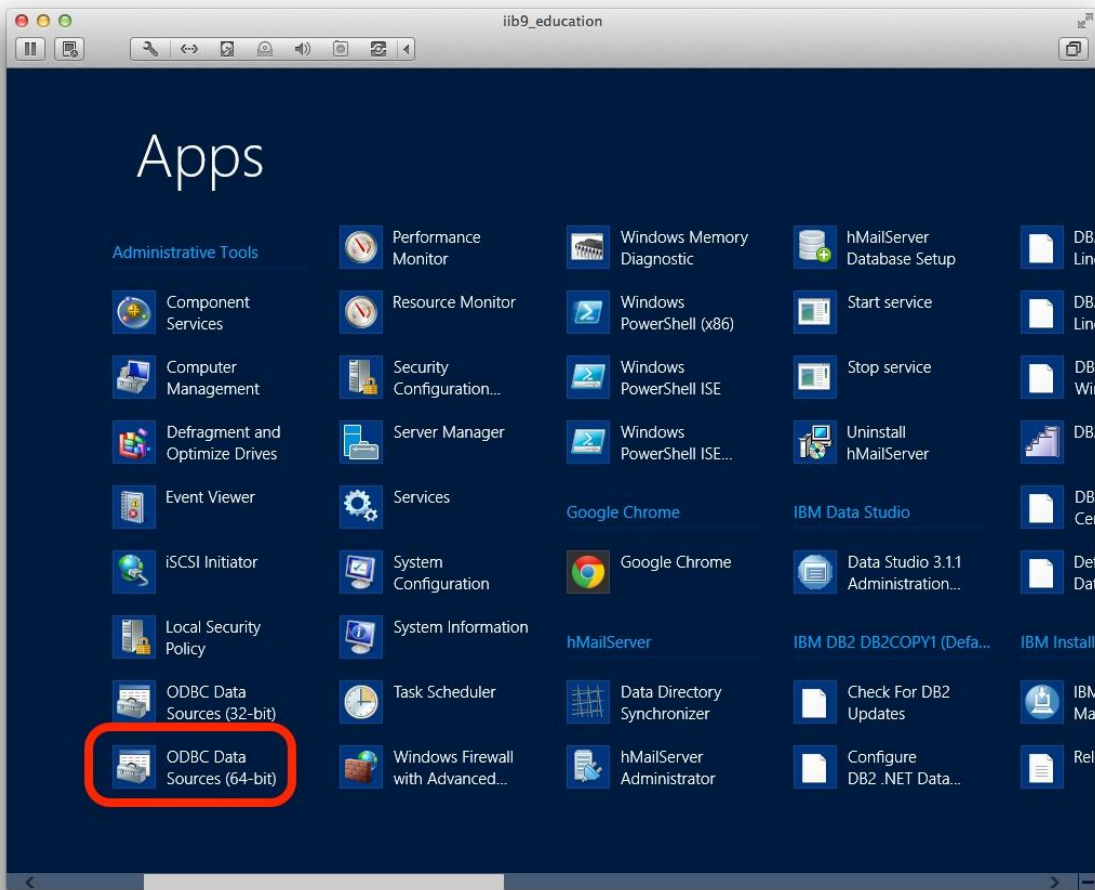 iib9_education
Apps
Administrative Tools
Component
Services
Computer
Management
Defragment and
Optimize Drives
Event Viewer
iSCSI Initiator
Local Security
Policy
ODBC Data
Sources (32-bit)
ODBC Data
Sources (64-bit)
Performance
Monitor
Resource Monitor
Security
Configuration...
Server Manager
Services
System
Configuration
System Information
Task Scheduler
Windows Firewall
with Advanced...
Windows Memory
Diagnostic
Windows
PowerShell (x86)
Windows
PowerShell ISE
Windows
PowerShell ISE...
Google Chrome
Google Chrome
hMailServer
Data Directory
Synchronizer
hMailServer
Administrator
hMailServer
Database Setup
Start service
Stop service
Uninstall
hMailServer
IBM Data Studio
Data Studio 3.1.1
Administration...
IBM DB2 DB2COPY1 (Defa...
Check For DB2
Updates
Configure
DB2 .NET Data...
IBM Install